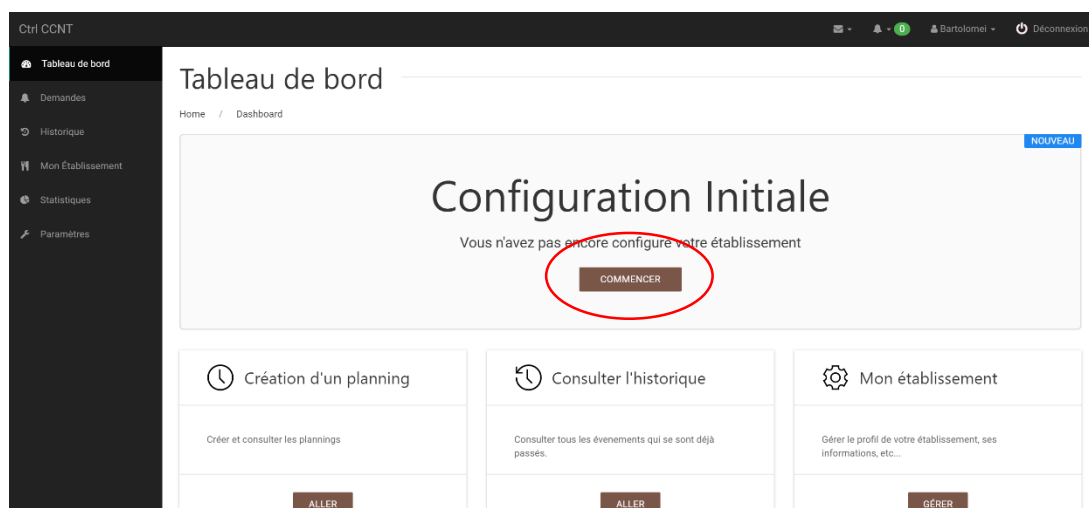 Ctrl CCNT
0
Bartolomei
Déconnexion
Tableau de bord
Demandes
Historique
Mon Établissement
Statistiques
Paramètres
Tableau de bord
Home / Dashboard
NOUVEAU
Configuration Initiale
Vous n'avez pas encore configuré votre établissement
COMMENCER
Création d'un planning
Créer et consulter les plannings
ALLER
Consulter l'historique
Consulter tous les évenements qui se sont déjà
passés.
ALLER
Mon établissement
Gérer le profil de votre établissement, ses
informations, etc...
GÉRER